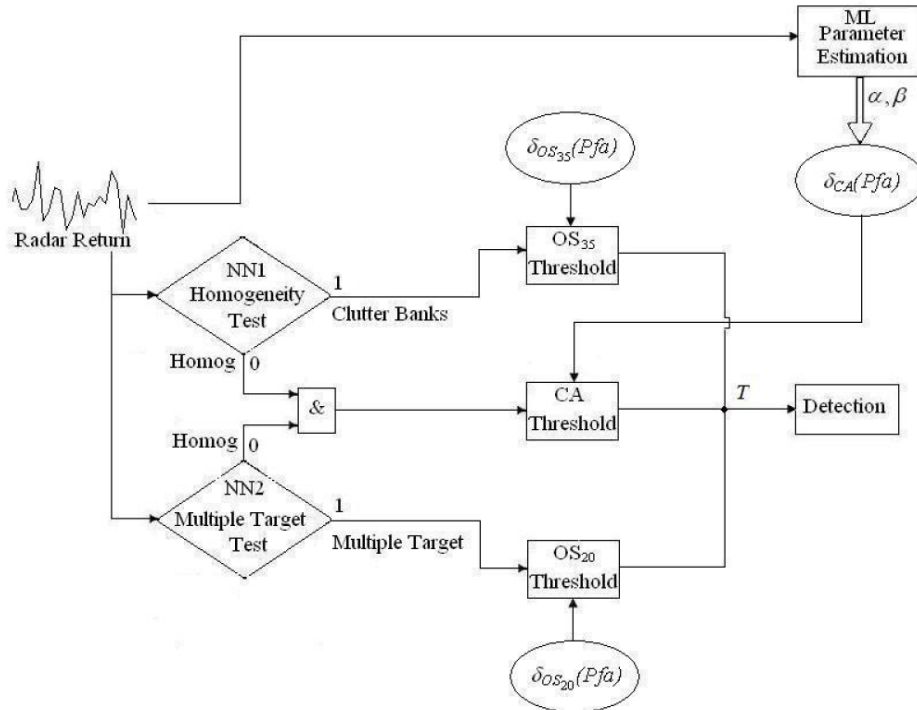 ML
Parameter
Estimation
α, β
δOS₃₅(Pfa)
δCA(Pfa)
Radar Return
OS₃₅
Threshold
NN1
Homogeneity
Test
1
Clutter Banks
Homog 0
&
CA
Threshold
T
Detection
Homog 0
NN2
Multiple Target
Test
1
Multiple Target
OS₂₀
Threshold
δOS₂₀(Pfa)